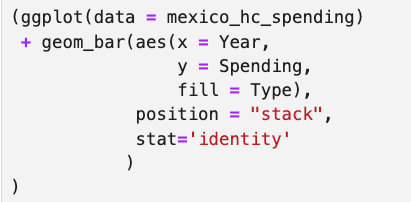 (ggplot(data = mexico_hc_spending)
 + geom_bar(aes(x = Year,
                y = Spending,
                fill = Type),
            position = "stack",
            stat='identity'
           )
)